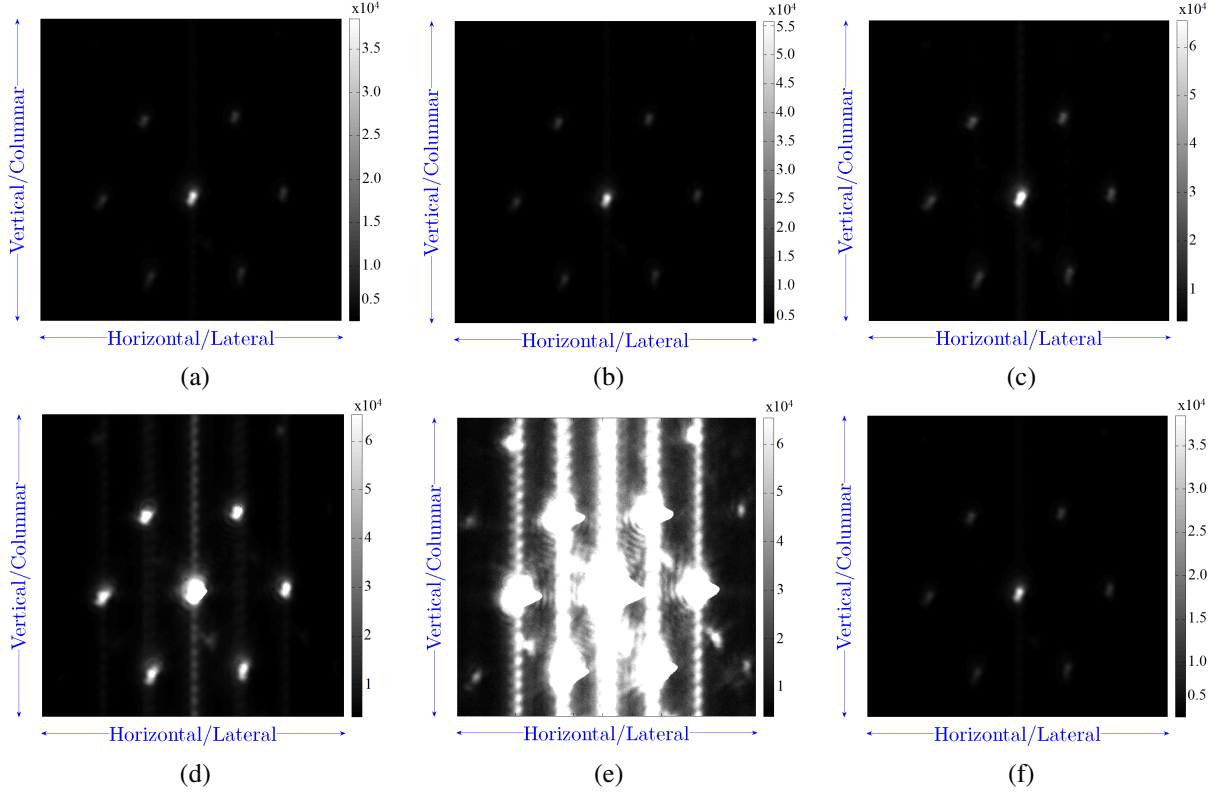 x10⁴
3.5
3.0
2.5
2.0
1.5
1.0
0.5
Vertical/Columnar
Horizontal/Lateral
(a)
x10⁴
5.5
5.0
4.5
4.0
3.5
3.0
2.5
2.0
1.5
1.0
0.5
Vertical/Columnar
Horizontal/Lateral
(b)
x10⁴
6
5
4
3
2
1
Vertical/Columnar
Horizontal/Lateral
(c)
x10⁴
6
5
4
3
2
1
Vertical/Columnar
Horizontal/Lateral
(d)
x10⁴
6
5
4
3
2
1
Vertical/Columnar
Horizontal/Lateral
(e)
x10⁴
3.5
3.0
2.5
2.0
1.5
1.0
0.5
Vertical/Columnar
Horizontal/Lateral
(f)